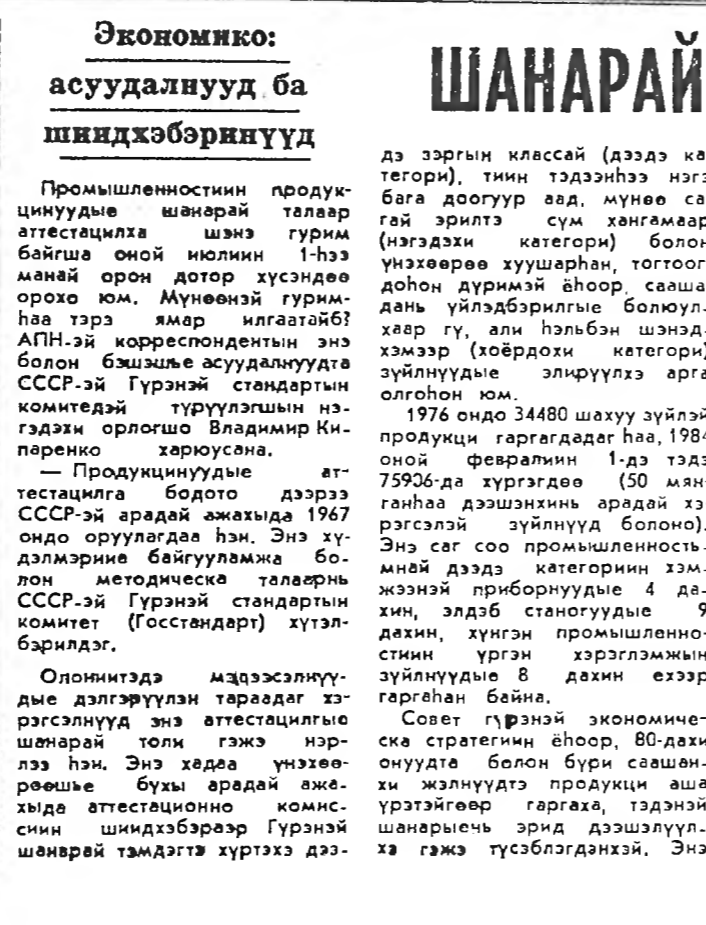 Экономико:
асуудалнууд ба
шиидхэбэринүүд
Промышленностиин продук-
цинуудые шанарай талаар
аттестацилха шэнэ гурим
байгша оной июлиин 1-һээ
манай орон дотор хүсэндөө
орохо юм. Мүнөөнэй гурим-
һаа тэрэ ямар илгаатайб?
АПН-эй корреспондентын энэ
болон бэшэшье асуудалнуудта
СССР-эй Гүрэнэй стандартын
комитедэй түрүүлэгшын нэ-
гэдэхи орлогшо Владимир Ки-
паренко харюусана.
— Продукцинуудые ат-
тестацилга бодото дээрээ
СССР-эй арадай ажахыда 1967
ондо оруулагдаа һэн. Энэ хү-
дэлмэрине байгууламжа бо-
лон методическа талаарнь
СССР-эй Гүрэнэй стандартын
комитет (Госстандарт) хүтэл-
бэрилдэг.
Олониитэдэ мэдээсэлнүү-
дые дэлгэрүүлэн тараадаг хэ-
рэгсэлнүүд энэ аттестацилгые
шанарай толи гэжэ нэр-
лээ һэн. Энэ хадаа үнэхөө-
рөөшье бүхы арадай ажа-
хыда аттестационно комис-
сиин шиидхэбэрээр Гүрэнэй
шанарай тэмдэгтэ хүртэхэ дээ-
ШАНАРАЙ
дэ зэргын классай (дээдэ ка-
тегори), тиин тэдээнһээ нэгэ
бага доогуур аад, мүнөө са-
гай эрилтэ сүм хангамаар
(нэгэдэхи категори) болон
үнэхөөрөө хуушарһан, тогтоог-
доһон дүримэй ёһоор, сааша-
дань үйлэдбэрилгые болюул-
хаар гү, али һэльбэн шэнэд-
хэмээр (хоёрдохи категори)
зүйлнүүдые элирүүлхэ арга
олгоһон юм.
1976 ондо 34480 шахуу зүйлэй
продукци гаргагдадаг һаа, 1984
оной февралиин 1-дэ тэдэ
75936-да хүргэгдөө (50 мян-
ганһаа дээшэнхинь арадай хэ-
рэгсэлэй зүйлнүүд болоно).
Энэ саг соо промышленность-
мнай дээдэ категориин хэм-
жээнэй приборнуудые 4 да-
хин, элдэб станогуудые 9
дахин, хүнгэн промышленно-
стиин үргэн хэрэглэмжын
зүйлнүүдые 8 дахин ехээр
гаргаһан байна.
Совет гүрэнэй экономиче-
ска стратегиин ёһоор, 80-дахи
онуудта болон бүри саашан-
хи жэлнүүдтэ продукци аша
үрэтэйгөөр гаргаха, тэдэнэй
шанарыень эрид дээшэлүүл-
хэ гэжэ түсэблэгдэнхэй. Энэ